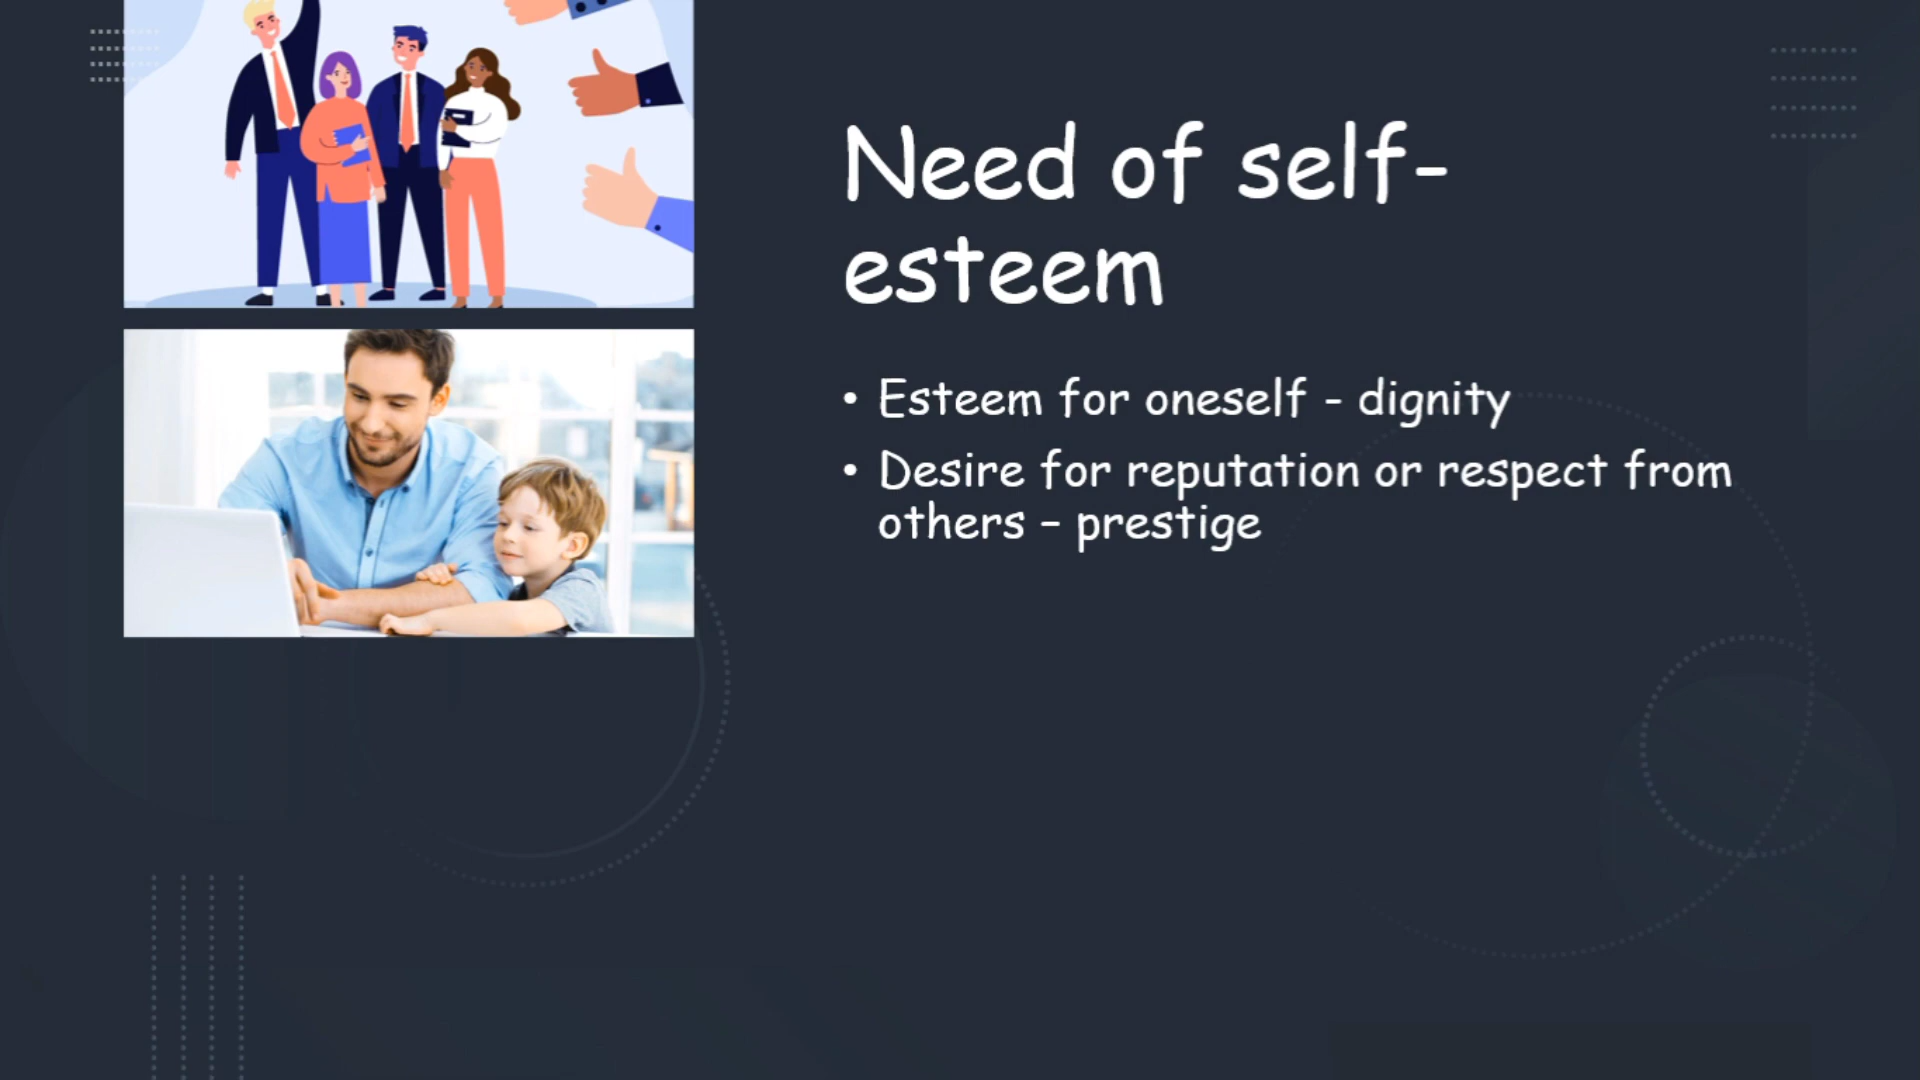 Need of self-
esteem
• Esteem for oneself - dignity
• Desire for reputation or respect from
others – prestige